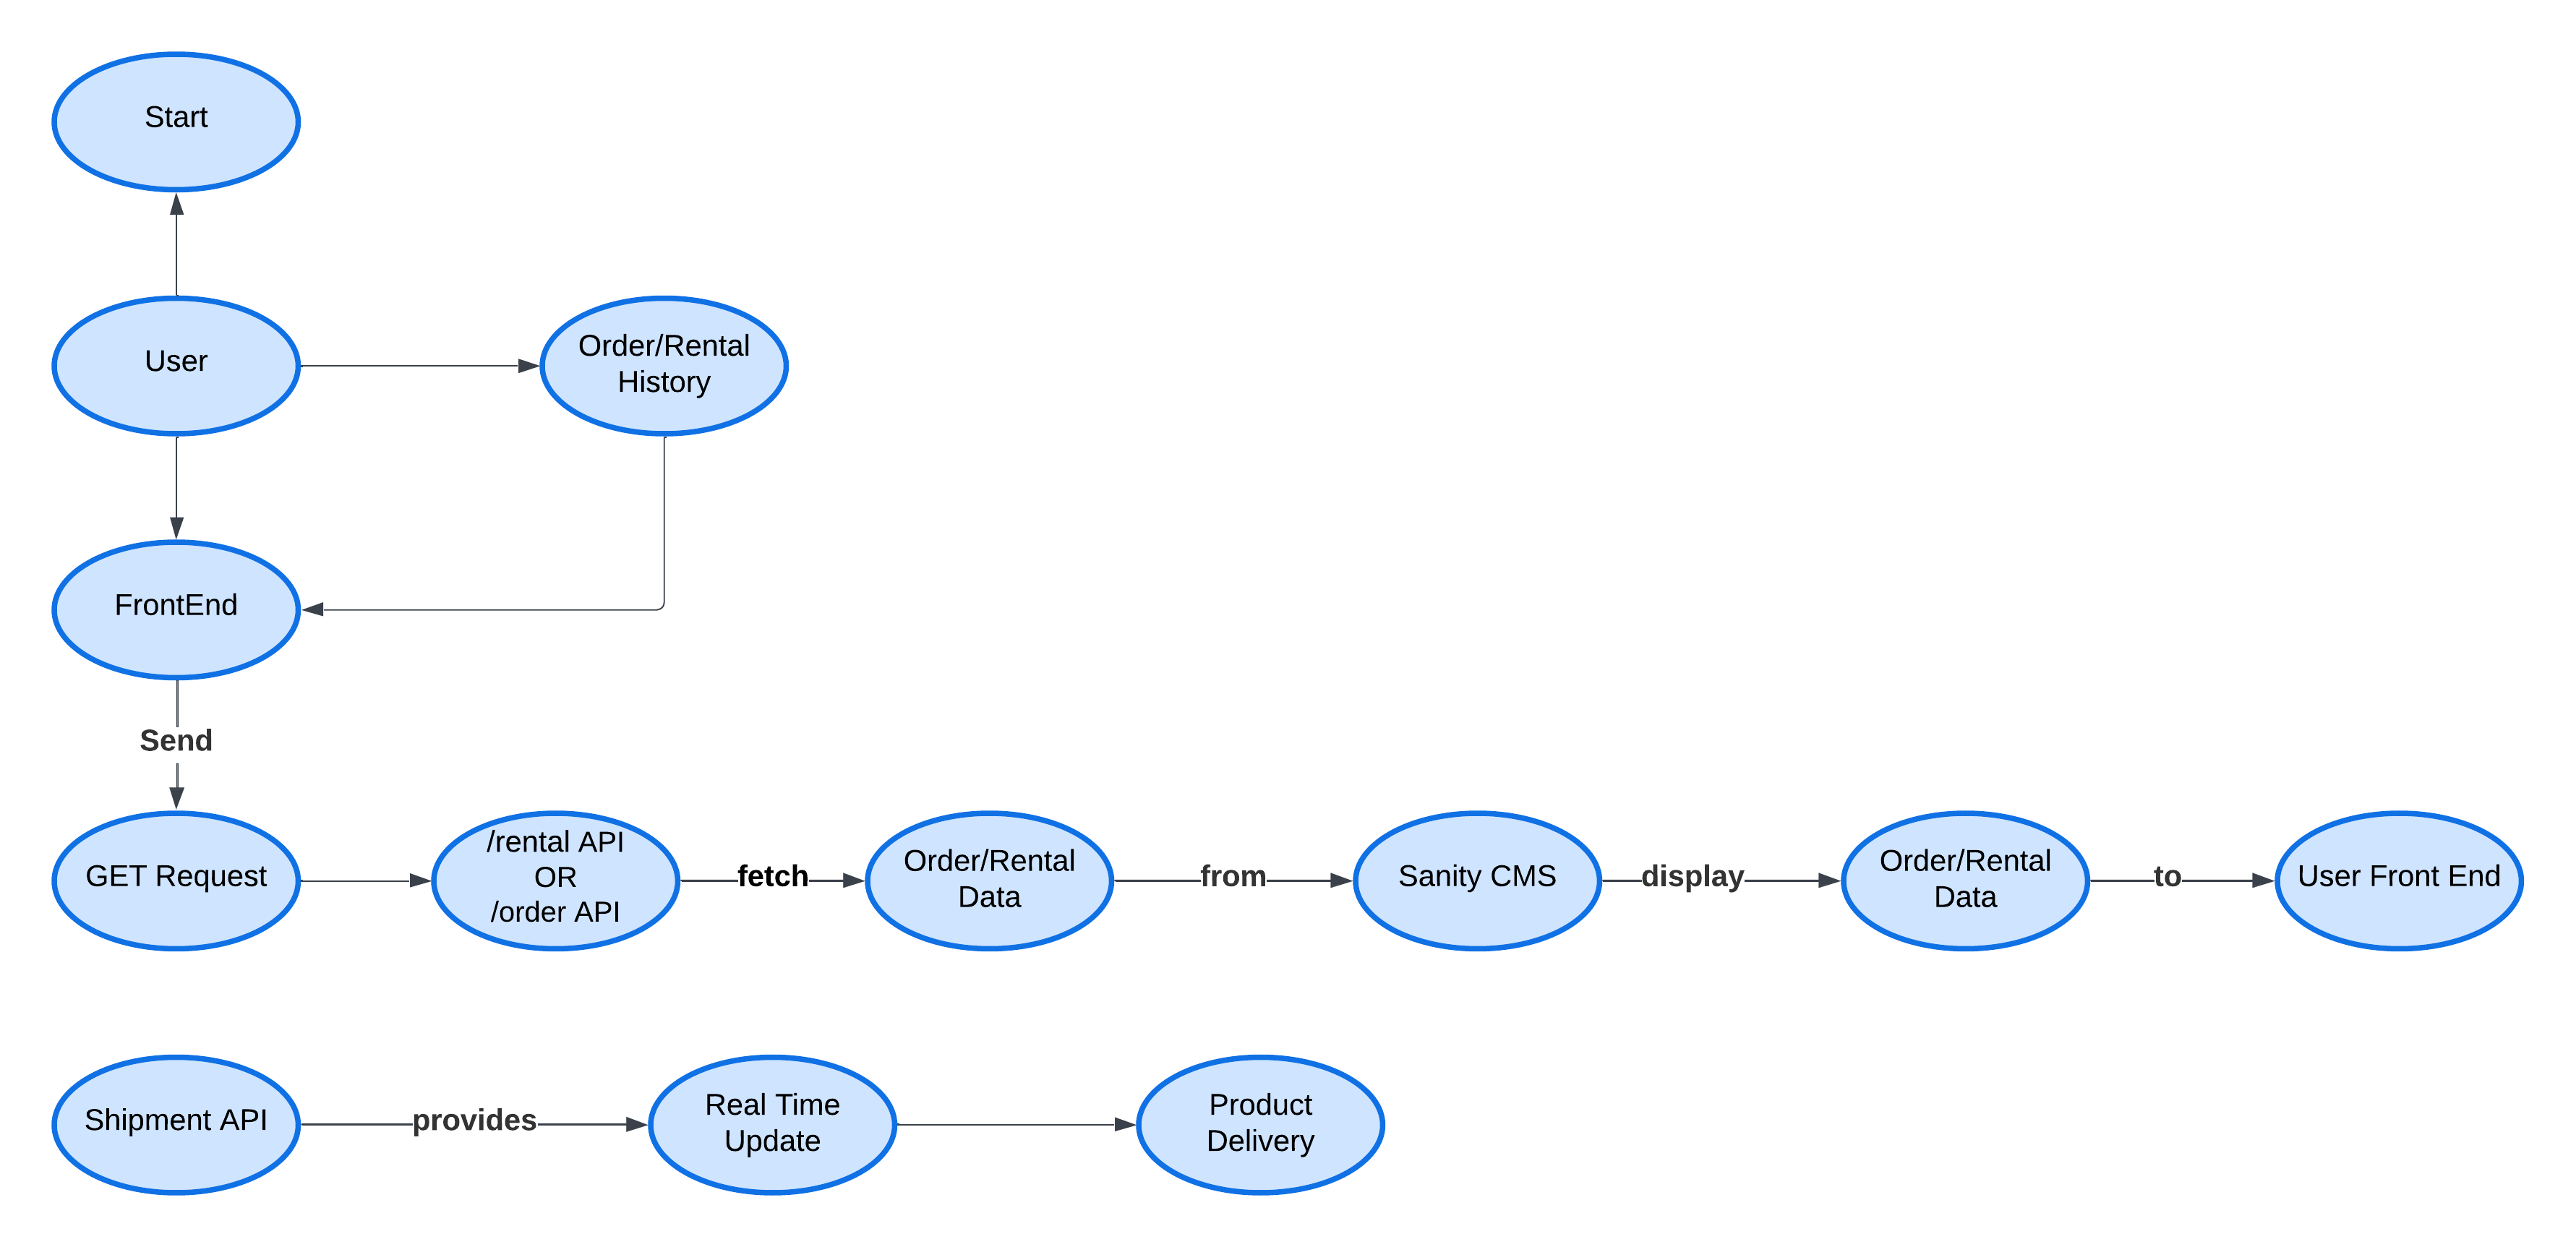 Start
User
Order/Rental
History
FrontEnd
Send
GET Request
/rental API
OR
/order API
fetch
Order/Rental
Data
from
Sanity CMS
display
Order/Rental
Data
to
User Front End
Shipment API
provides
Real Time
Update
Product
Delivery